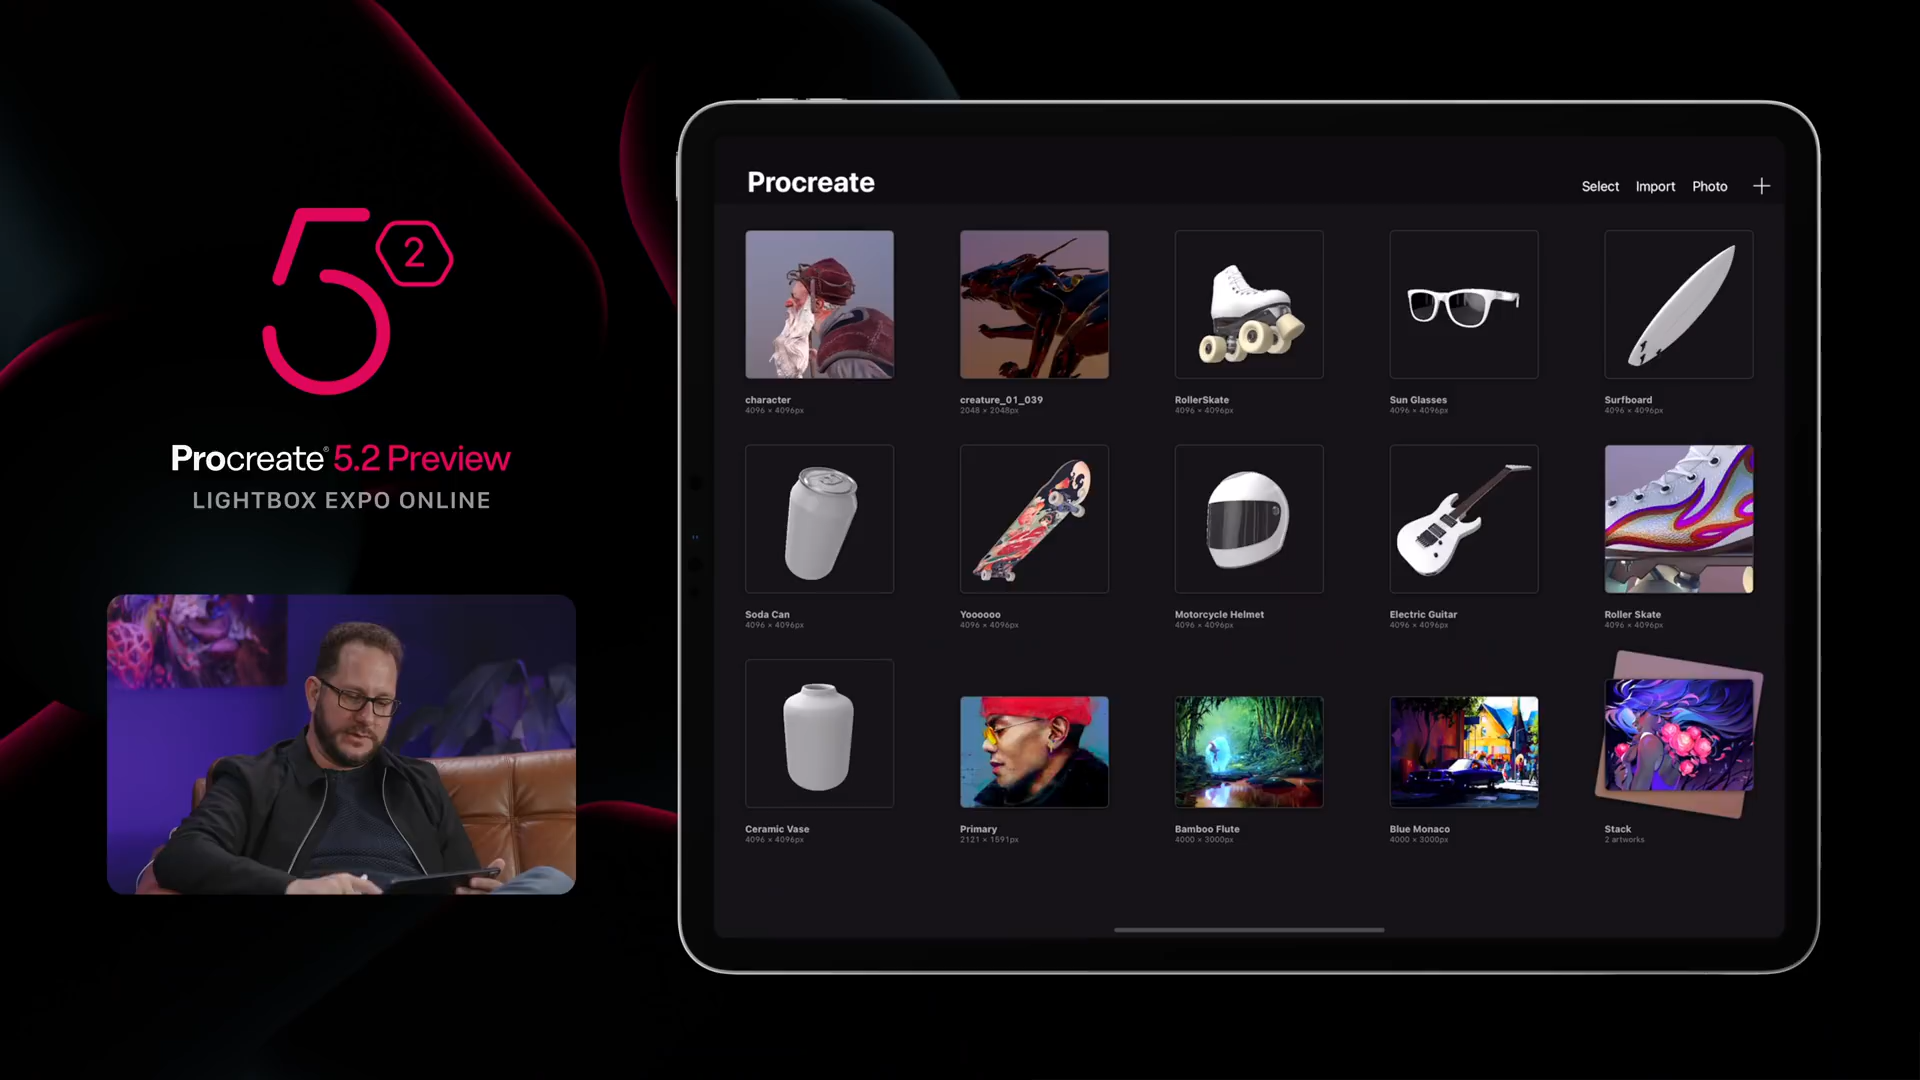 5 2
Procreate® 5.2 Preview
LIGHTBOX EXPO ONLINE
Procreate
Select Import Photo
character
4096 × 4096px
creature_01_039
2048 × 2048px
RollerSkate
4096 × 4096px
Sun Glasses
4096 × 4096px
Surfboard
4096 × 4096px
Soda Can
4096 × 4096px
Yoooooo
4096 × 4096px
Motorcycle Helmet
4096 × 4096px
Electric Guitar
4096 × 4096px
Roller Skate
4096 × 4096px
Ceramic Vase
4096 × 4096px
Primary
2121 × 1591px
Bamboo Flute
4000 × 3000px
Blue Monaco
4000 × 3000px
Stack
2 artworks